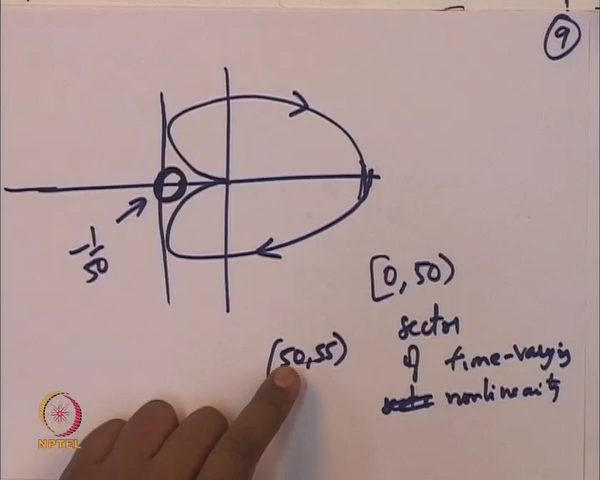 9
-1/50
[0, 50)
sector
of time-varying
nonlinearity
(50, 55)
NPTEL